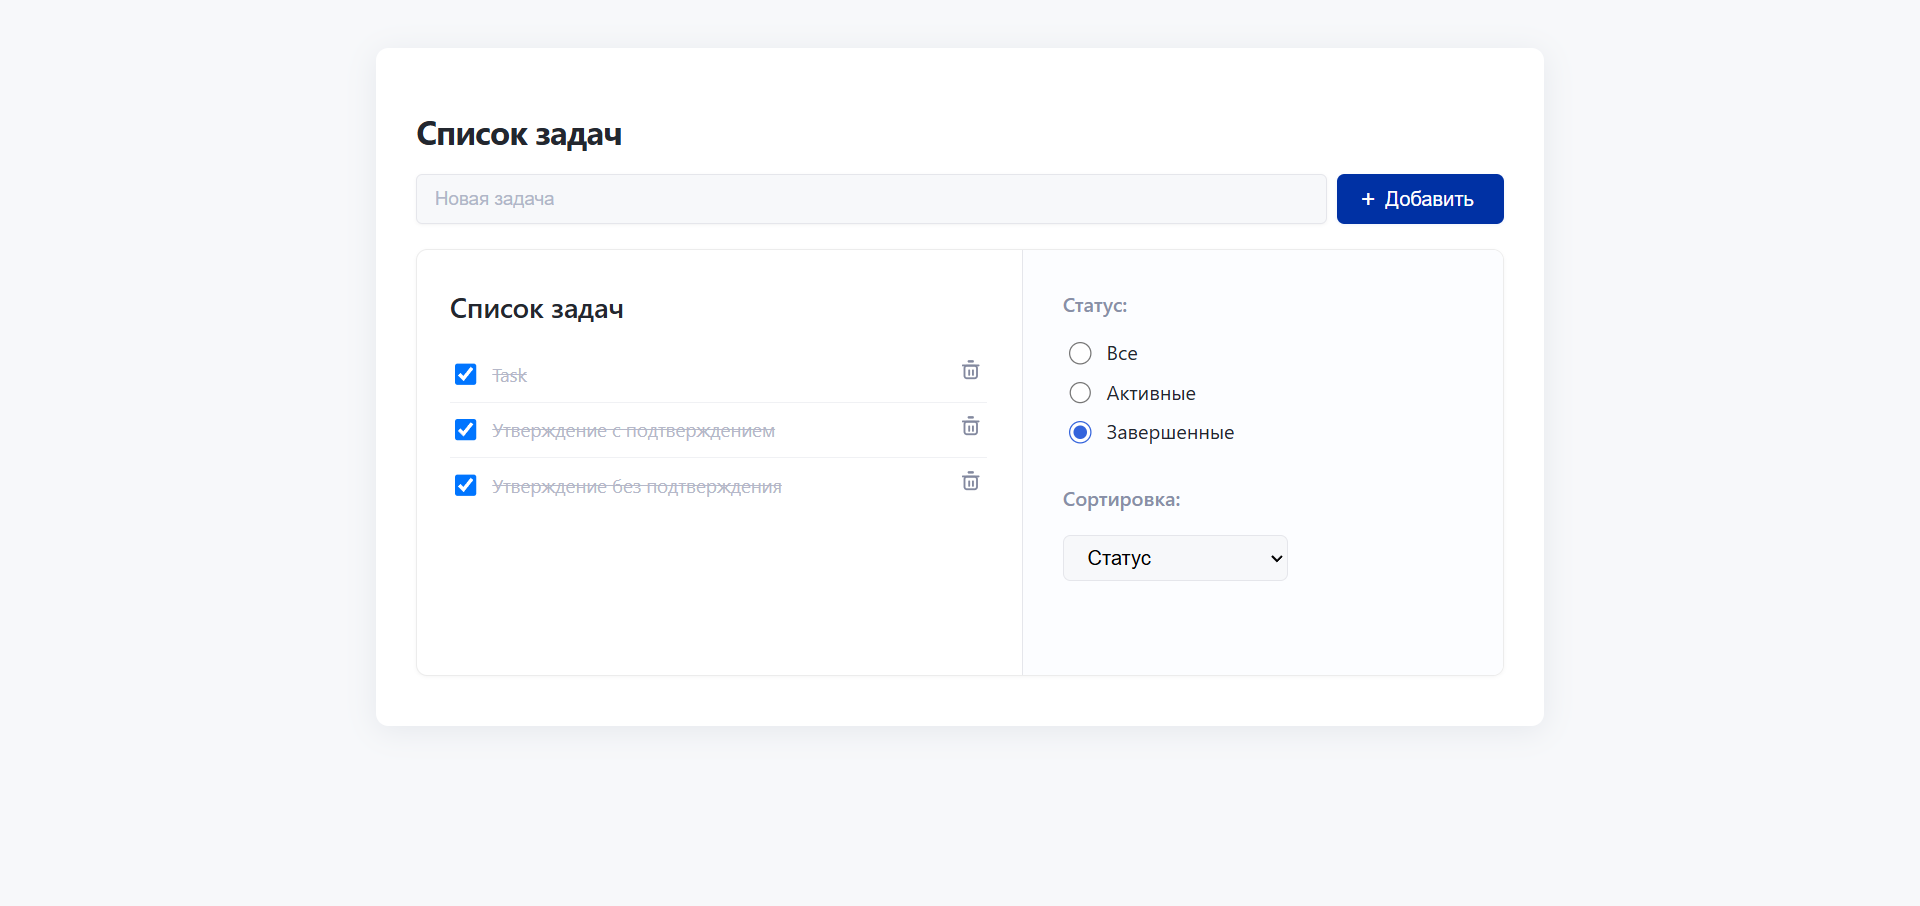 Список задач
Новая задача
+ Добавить
Список задач
Task
Утверждение с подтверждением
Утверждение без подтверждения
Статус:
Все
Активные
Завершенные
Сортировка:
Статус